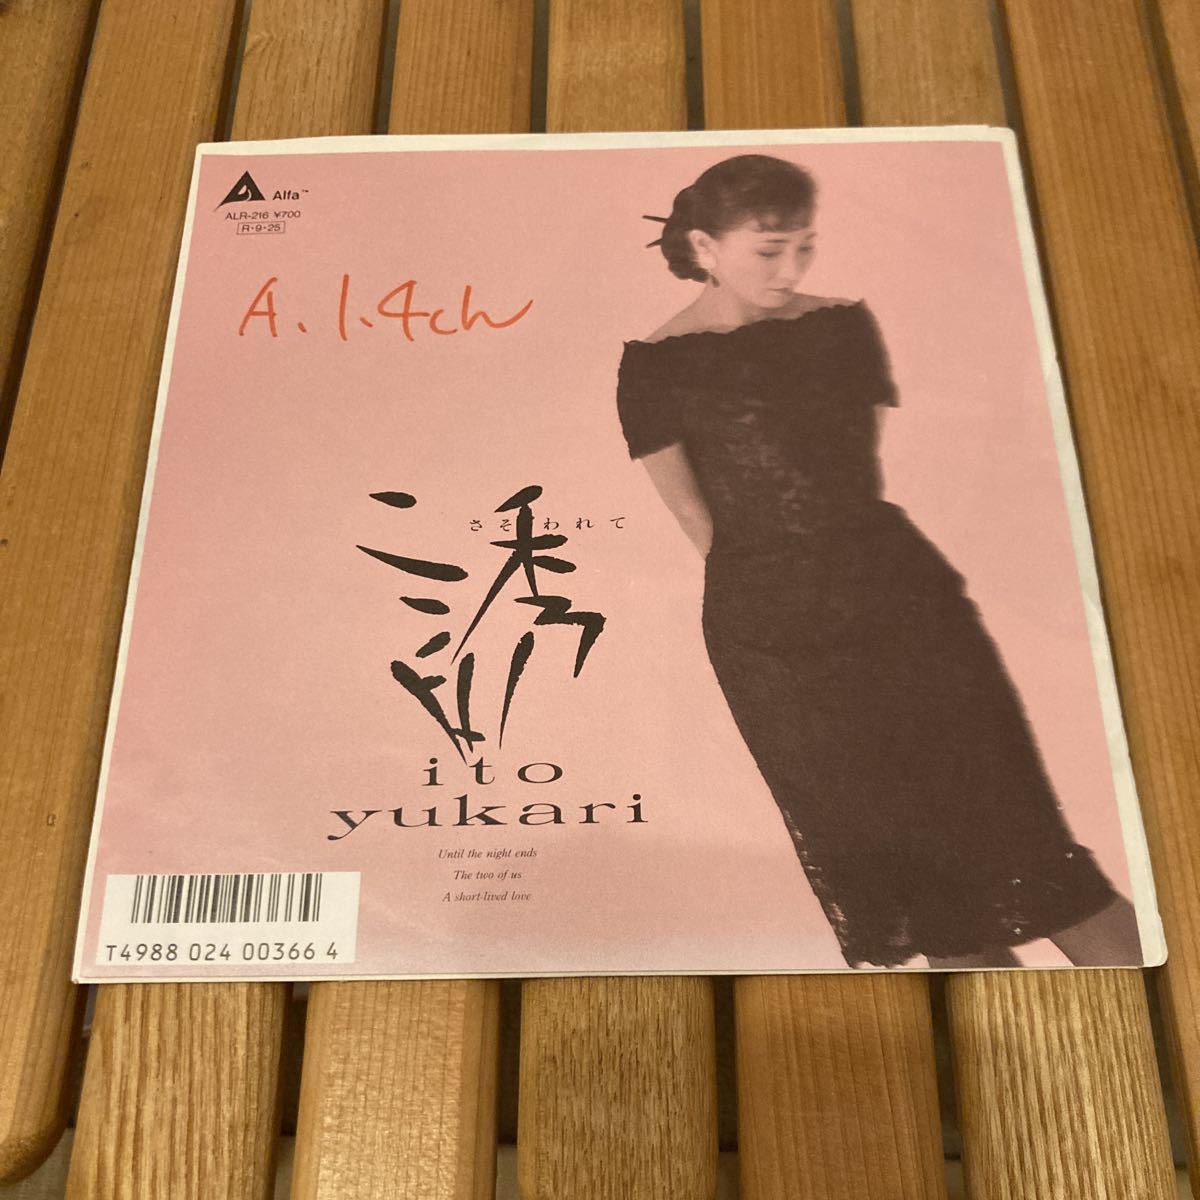 Alfa™
ALR-216 ¥700
R・9・25
A.1.4ch
さそわれて
誘
ito
yukari
Until the night ends
The two of us
A short-lived love
T4988 024 00366 4